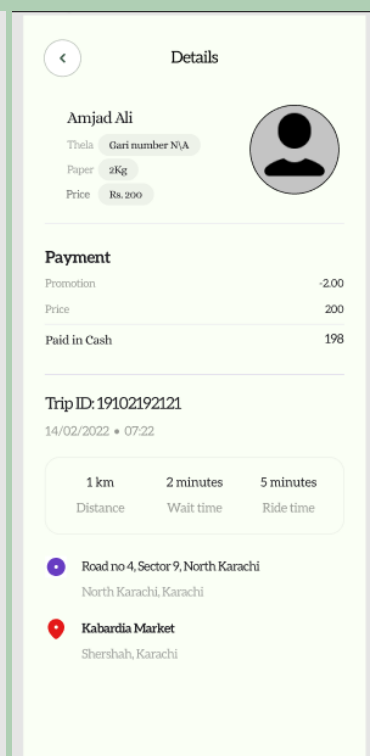 Details
Amjad Ali
Thela Gari number N\A
Paper 2Kg
Price Rs. 200
Payment
Promotion -2.00
Price 200
Paid in Cash 198
Trip ID: 19102192121
14/02/2022 • 07:22
1 km 2 minutes 5 minutes
Distance Wait time Ride time
Road no 4, Sector 9, North Karachi
North Karachi, Karachi
Kabardia Market
Shershah, Karachi